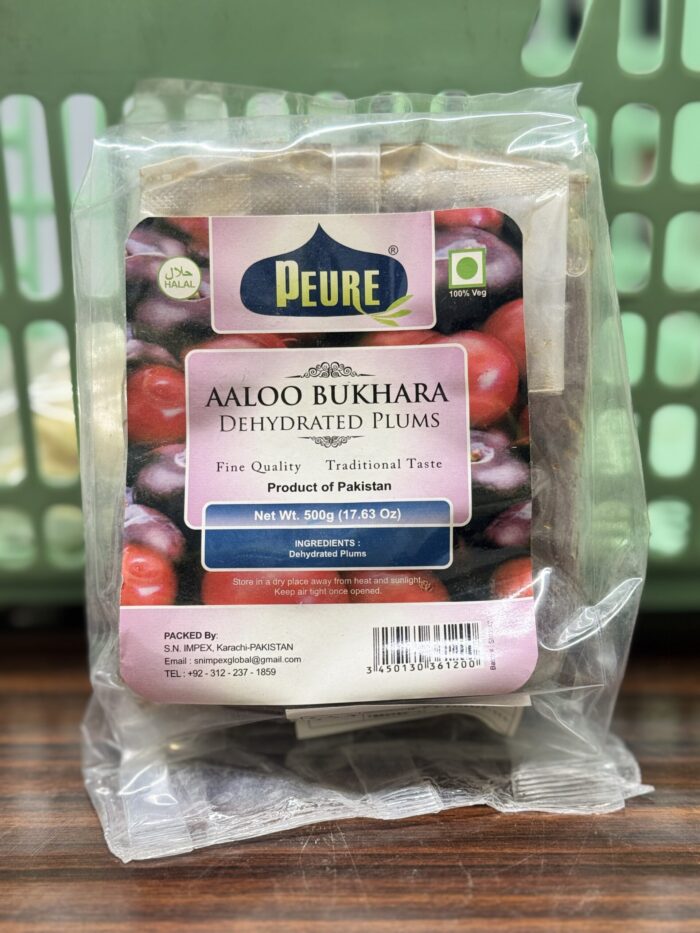 حلال
HALAL
PEURE
®
100% Veg
AALOO BUKHARA
DEHYDRATED PLUMS
Fine Quality Traditional Taste
Product of Pakistan
Net Wt. 500g (17.63 Oz)
INGREDIENTS :
Dehydrated Plums
Store in a dry place away from heat and sunlight,
Keep air tight once opened.
PACKED By:
S.N. IMPEX, Karachi-PAKISTAN
Email : snimpexglobal@gmail.com
TEL : +92 - 312 - 237 - 1859
3 450130 361200